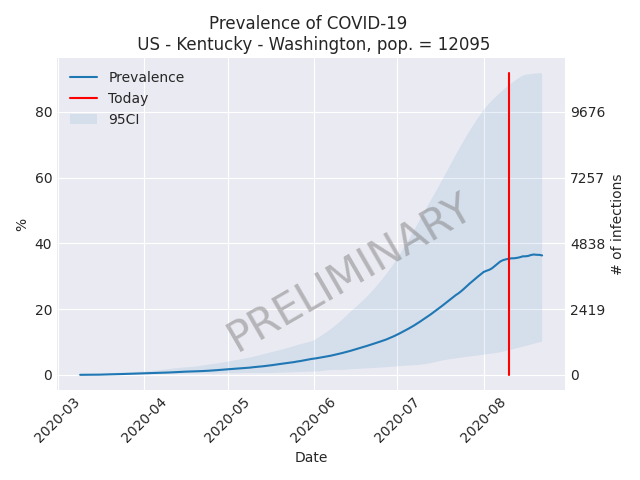 Prevalence of COVID-19
US - Kentucky - Washington, pop. = 12095
Prevalence
Today
95CI
PRELIMINARY
%
80
60
40
20
0
9676
7257
4838
2419
0
# of infections
2020-03
2020-04
2020-05
2020-06
2020-07
2020-08
Date